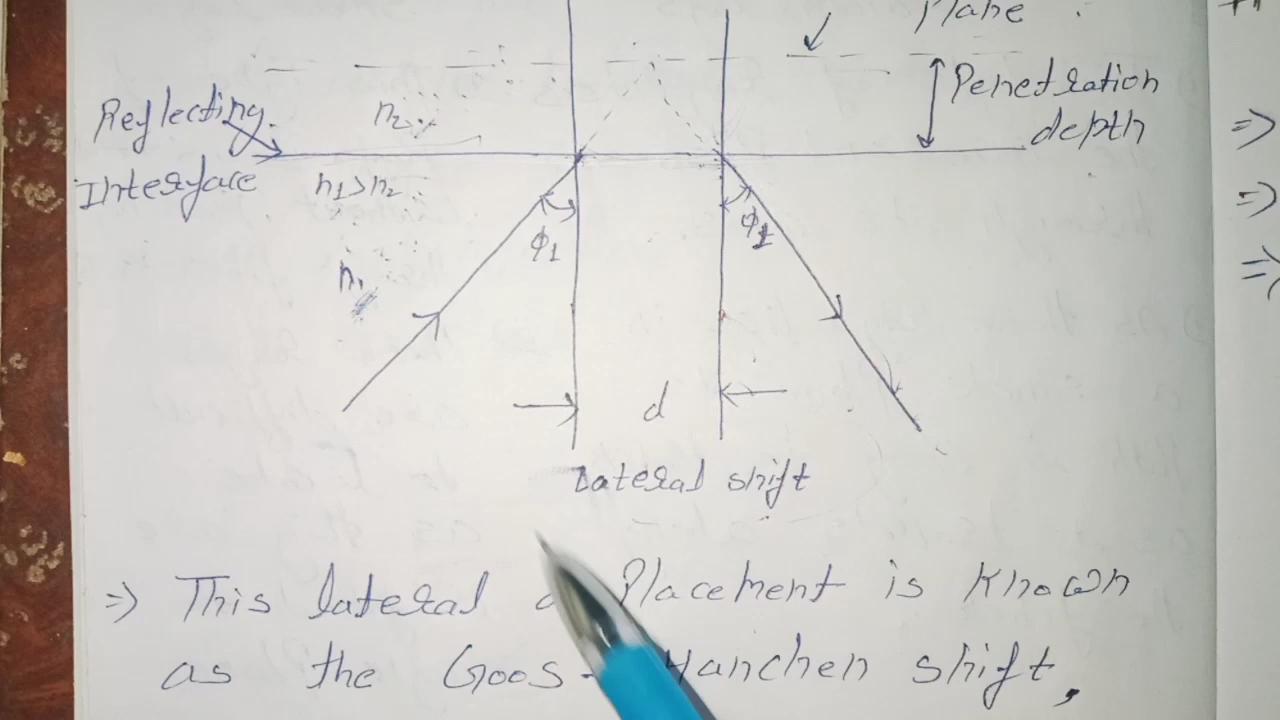 Plane
Penetration
depth
Reflecting
Interface
n2
n1>n2
n1
φ1
φ2
d
Lateral shift
=> This lateral placement is known
as the Goos-Hanchen shift,
=>
=>
=>